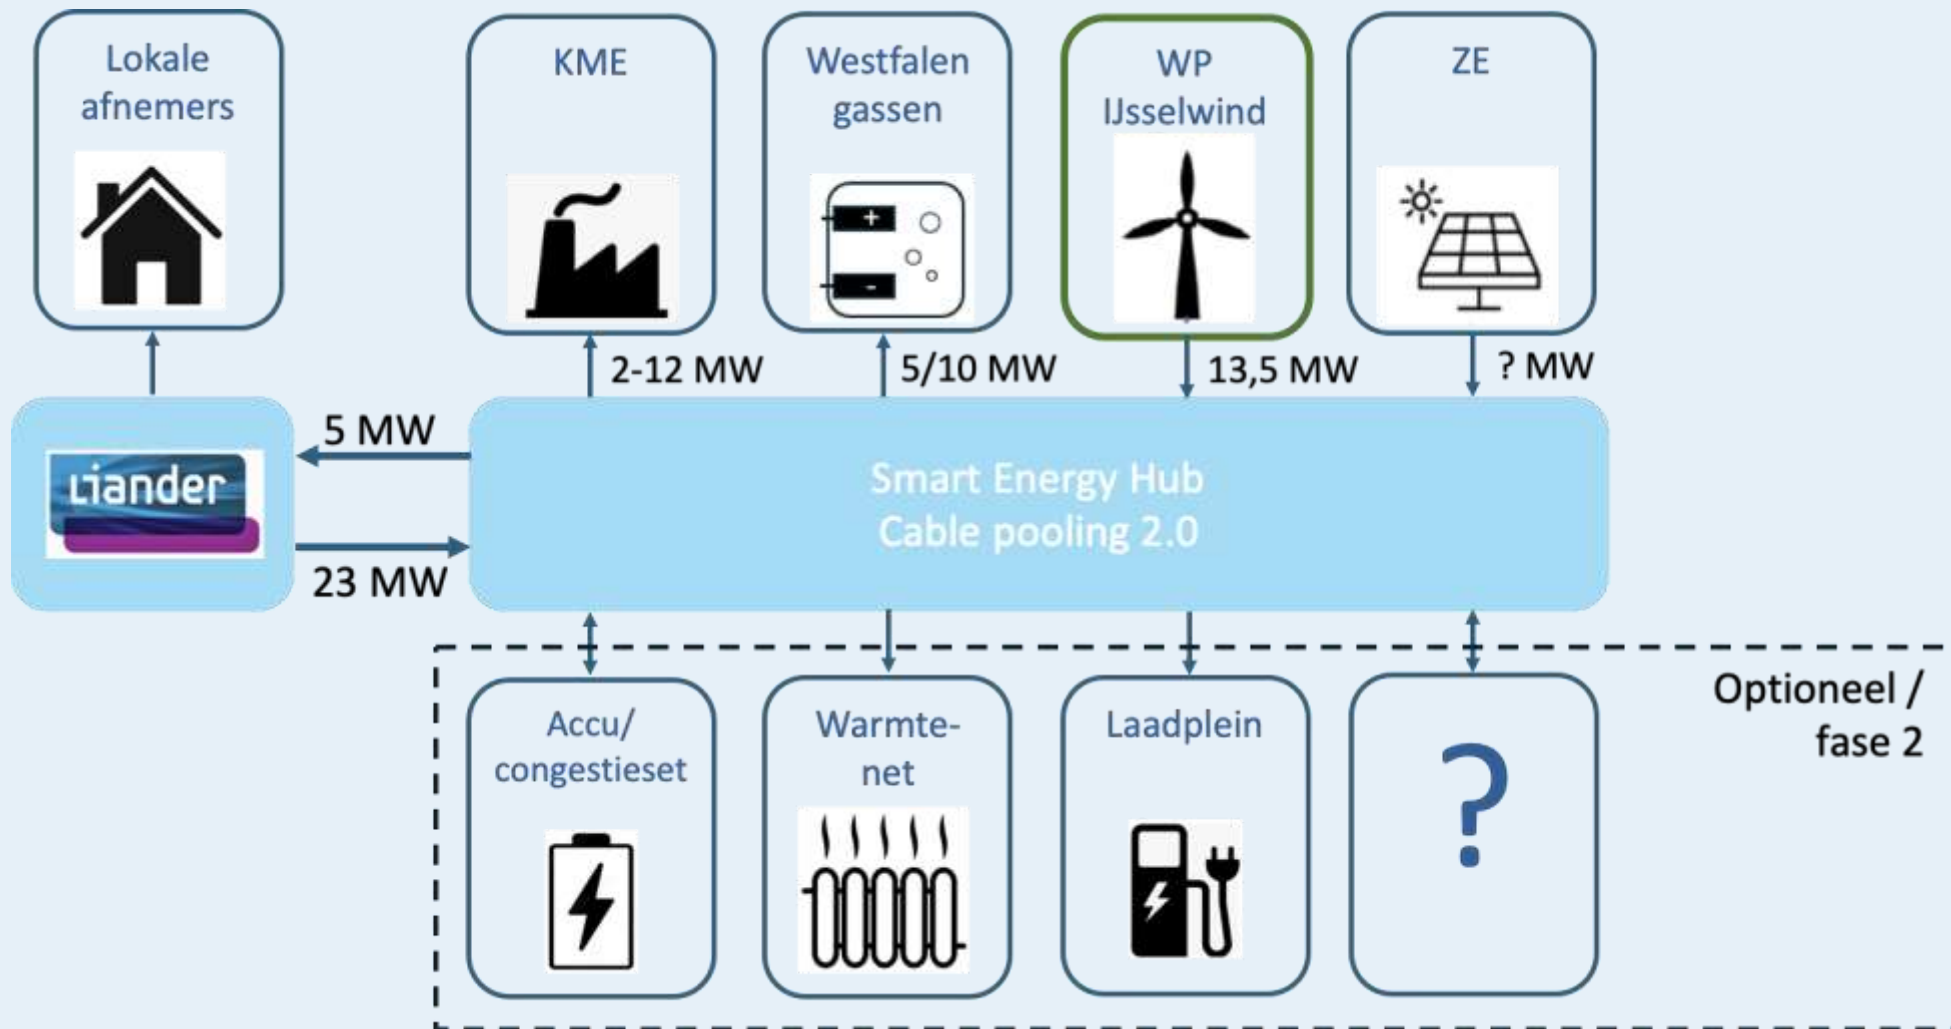 Lokale
afnemers
KME
Westfalen
gassen
WP
IJsselwind
ZE
+
-
2-12 MW
5/10 MW
13,5 MW
? MW
5 MW
liander
23 MW
Smart Energy Hub
Cable pooling 2.0
Optioneel /
fase 2
Accu/
congestieset
Warmte-
net
Laadplein
?